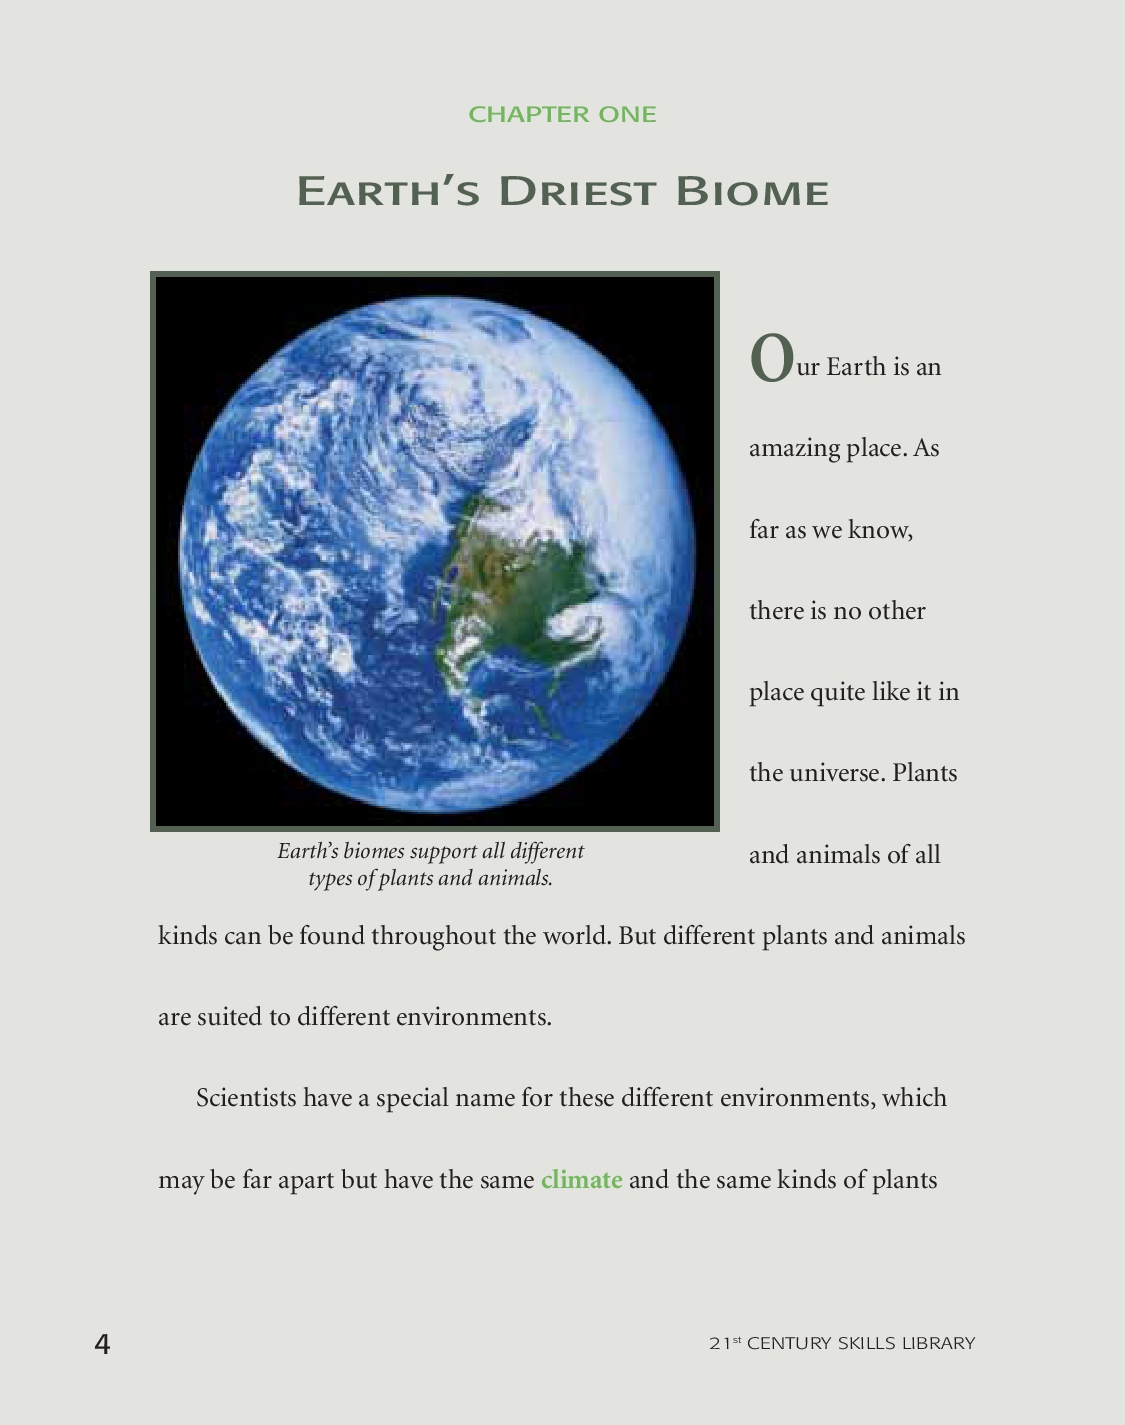 CHAPTER ONE
EARTH'S DRIEST BIOME
Our Earth is an
amazing place. As
far as we know,
there is no other
place quite like it in
the universe. Plants
and animals of all
Earth's biomes support all different
types of plants and animals.
kinds can be found throughout the world. But different plants and animals
are suited to different environments.
Scientists have a special name for these different environments, which
may be far apart but have the same climate and the same kinds of plants
4
21st CENTURY SKILLS LIBRARY